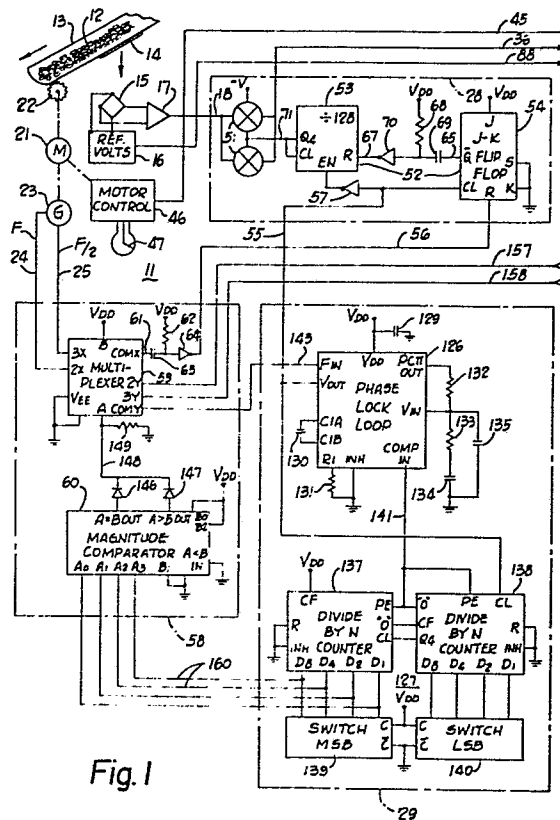 13 12
14 45
36
88
22 15 17 18 -V 53 28
VDD VDD
REF. VOLTS 16
71 ÷128 68 54
Q4 CL R EN 67 70 69 65
J J-K Q̅ FLIP FLOP S CL R K
52
21 M
57
23 G
MOTOR CONTROL 46
55 56
F F/2 11 47
24 25
157
158
VDD VDD
61 62 64
B COMX
3X 2X MULTIPLEXER 2Y 3Y
63 59
VEE A COMY
143
149
148
60 146 147 VDD
A=B OUT A>B OUT
MAGNITUDE COMPARATOR A<B
A0 A1 A2 A3 B1 IN
58
160
VDD 129
126
VDD PC II OUT
FIN VOUT PHASE LOCK LOOP VIN
C1A C1B
COMP IN
R1 INH
130 131 132 133 134 135
141
VDD 137 138
CF PE "0" PE CL
R DIVIDE BY N COUNTER "0" CF DIVIDE BY N COUNTER R
INH CL Q4 INH
D8 D4 D2 D1 127 D8 D4 D2 D1
VDD
SWITCH MSB C C̅ C C̅ SWITCH LSB
139 140
29
Fig. 1